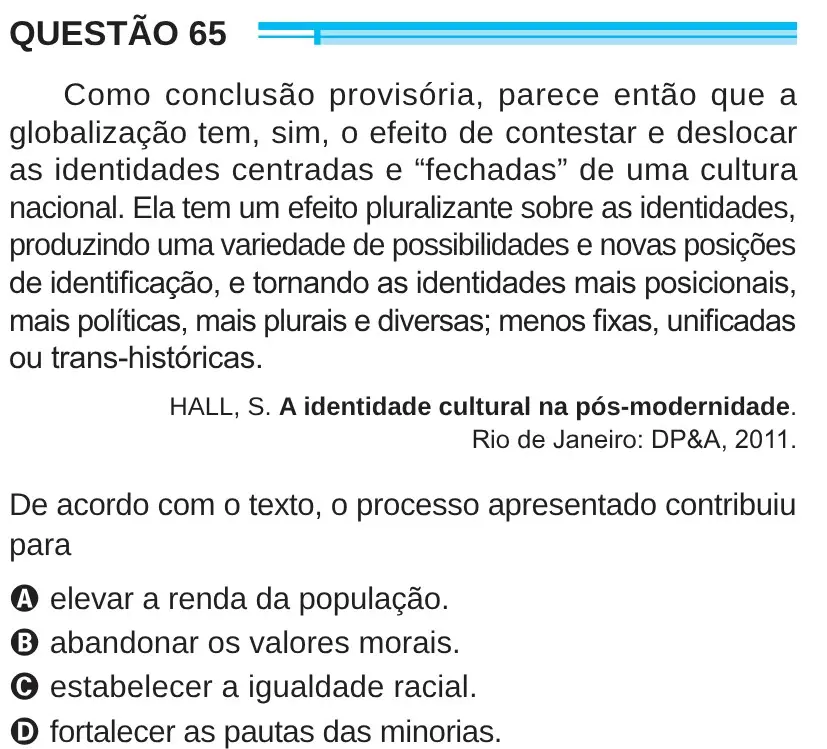 QUESTÃO 65
Como conclusão provisória, parece então que a
globalização tem, sim, o efeito de contestar e deslocar
as identidades centradas e “fechadas” de uma cultura
nacional. Ela tem um efeito pluralizante sobre as identidades,
produzindo uma variedade de possibilidades e novas posições
de identificação, e tornando as identidades mais posicionais,
mais políticas, mais plurais e diversas; menos fixas, unificadas
ou trans-históricas.
HALL, S. A identidade cultural na pós-modernidade.
Rio de Janeiro: DP&A, 2011.
De acordo com o texto, o processo apresentado contribuiu
para
A elevar a renda da população.
B abandonar os valores morais.
C estabelecer a igualdade racial.
D fortalecer as pautas das minorias.